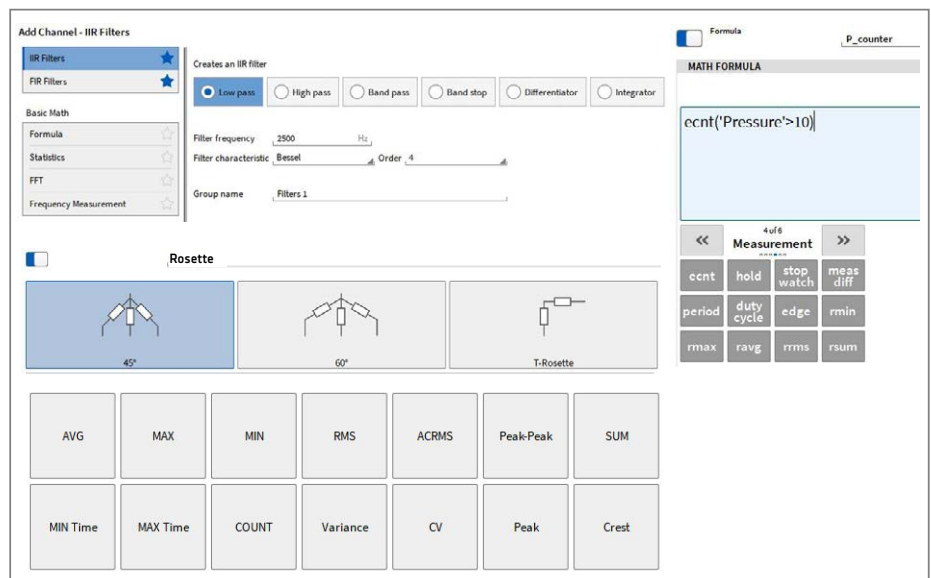 Add Channel - IIR Filters
IIR Filters
FIR Filters
Basic Math
Formula
Statistics
FFT
Frequency Measurement
Creates an IIR filter
Low pass
High pass
Band pass
Band stop
Differentiator
Integrator
Filter frequency 2500 Hz
Filter characteristic Bessel Order 4
Group name Filters 1
Formula
P_counter
MATH FORMULA
ecnt('Pressure'>10)
<< 4 of 6 >>
Measurement
ecnt hold stop watch meas diff
period duty cycle edge rmin
rmax ravg rrms rsum
Rosette
45° 60° T-Rosette
AVG MAX MIN RMS ACRMS Peak-Peak SUM
MIN Time MAX Time COUNT Variance CV Peak Crest